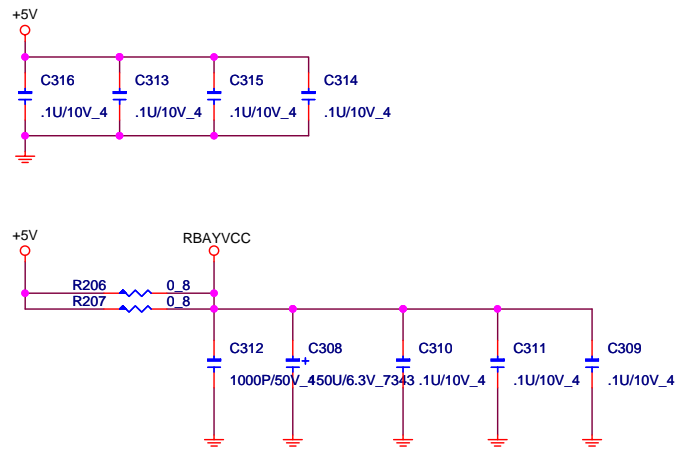 +5V
C316 C313 C315 C314
.1U/10V_4 .1U/10V_4 .1U/10V_4 .1U/10V_4
+5V RBAYVCC
R206 0_8
R207 0_8
C312 C308 C310 C311 C309
+
1000P/50V_4 150U/6.3V_7343 .1U/10V_4 .1U/10V_4 .1U/10V_4